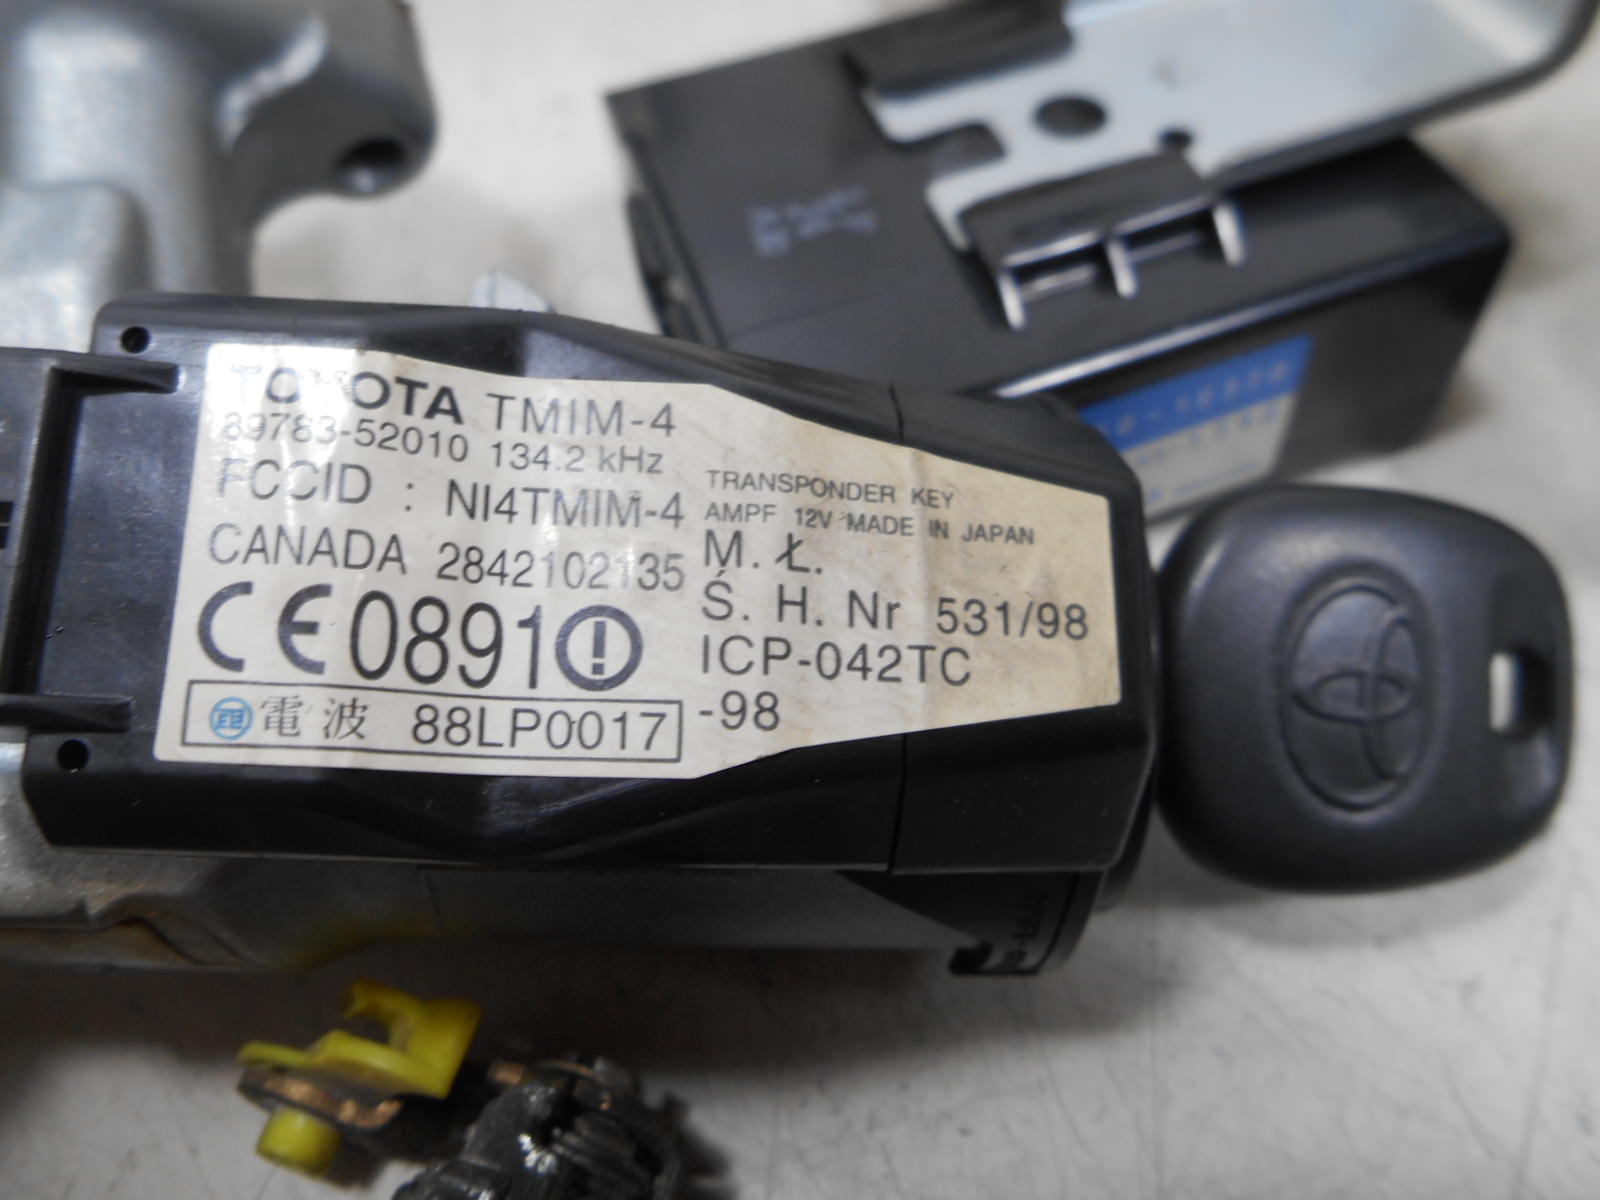 TOYOTA TMIM-4
89783-52010 134.2 kHz
FCCID : NI4TMIM-4
CANADA 2842102135
CE0891
電波 88LP0017
TRANSPONDER KEY
AMPF 12V MADE IN JAPAN
M. Ł.
Ś. H. Nr 531/98
ICP-042TC
-98